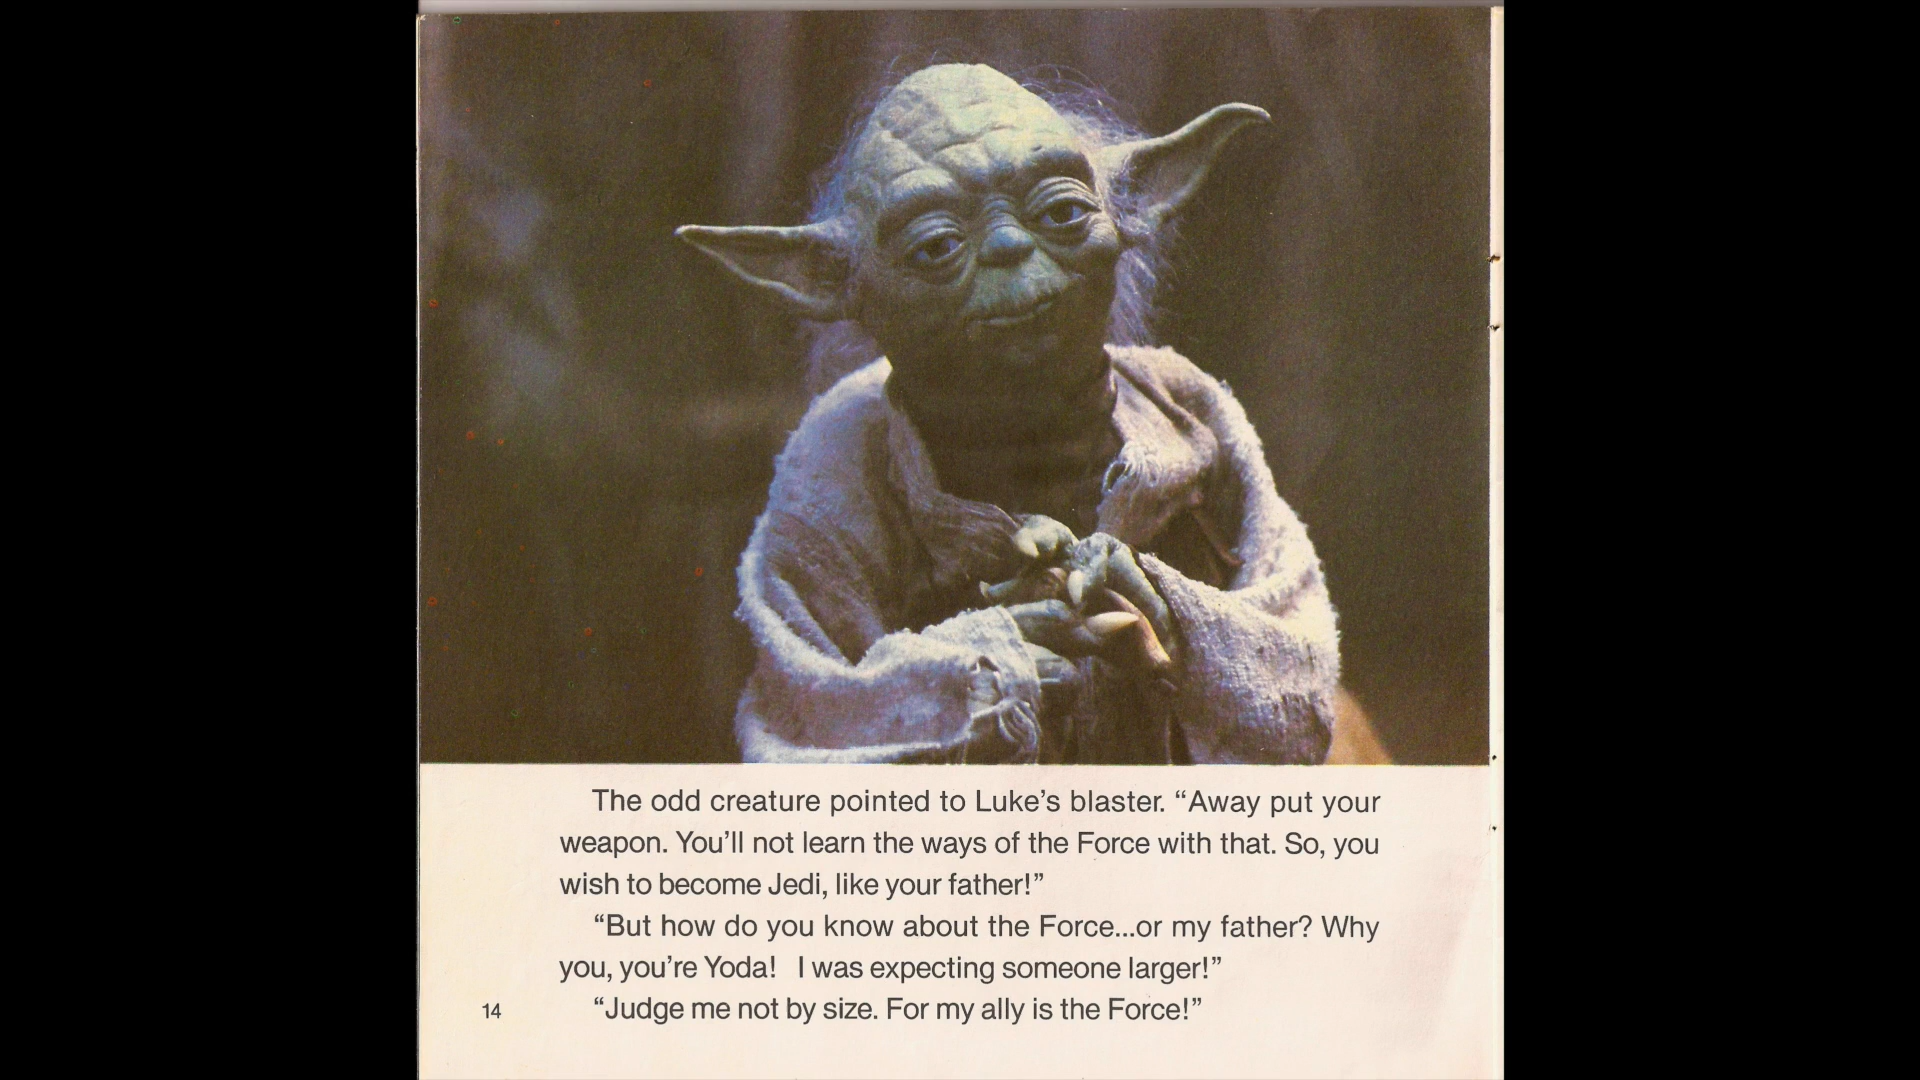 The odd creature pointed to Luke's blaster. “Away put your
weapon. You'll not learn the ways of the Force with that. So, you
wish to become Jedi, like your father!”
“But how do you know about the Force...or my father? Why
you, you're Yoda!  I was expecting someone larger!”
“Judge me not by size. For my ally is the Force!”
14